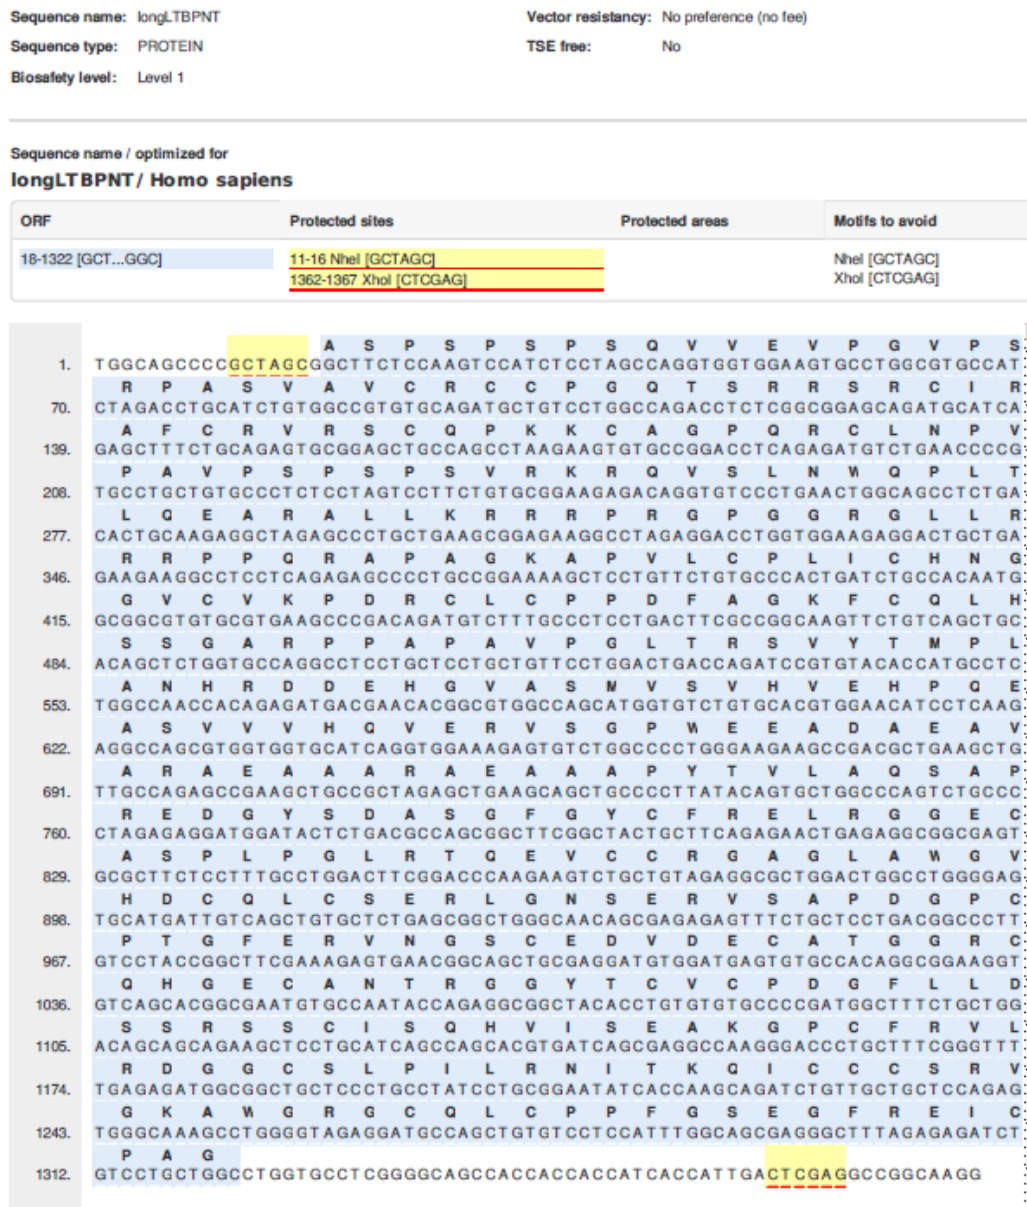 Sequence name: longLTBPNT Vector resistancy: No preference (no fee)
Sequence type: PROTEIN TSE free: No
Biosafety level: Level 1
Sequence name / optimized for
longLTBPNT / Homo sapiens
ORF Protected sites Protected areas Motifs to avoid
18-1322 [GCT...GGC] 11-16 NheI [GCTAGC] NheI [GCTAGC]
1362-1367 XhoI [CTCGAG] XhoI [CTCGAG]
A S P S P S P S Q V V E V P G V P S
1. TGGCAGCCCCGCTAGCGGCTTCTCCAAGTCCATCTCCTAGCCAGGTGGTGGAAGTGCCTGGCGTGCCAT
R P A S V A V C R C C P G Q T S R R S R C I R
70. CTAGACCTGCATCTGTGGCCGTGTGCAGATGCTGTCCTGGCCAGACCTCTCGGCGGAGCAGATGCATCA
A F C R V R S C Q P K K C A G P Q R C L N P V
139. GAGCTTTCTGCAGAGTGCGGAGCTGCCAGCCTAAGAAGTGTGCCGGACCTCAGAGATGTCTGAACCCCG
P A V P S P S P S V R K R Q V S L N W Q P L T
208. TGCCTGCTGTGCCCTCTCCTAGTCCTTCTGTGCGGAAGAGACAGGTGTCCCTGAACTGGCAGCCTCTGA
L Q E A R A L L K R R R P R G P G G R G L L R
277. CACTGCAAGAGGCTAGAGCCCTGCTGAAGCGGAGAAGGCCTAGAGGACCTGGTGGAAGAGGACTGCTGA
R R P P Q R A P A G K A P V L C P L I C H N G
346. GAAGAAGGCCTCCTCAGAGAGCCCCTGCCGGAAAAGCTCCTGTTCTGTGCCCACTGATCTGCCACAATG
G V C V K P D R C L C P P D F A G K F C Q L H
415. GCGGCGTGTGCGTGAAGCCCGACAGATGTCTTTGCCCTCCTGACTTCGCCGGCAAGTTCTGTCAGCTGC
S S G A R P P A P A V P G L T R S V Y T M P L
484. ACAGCTCTGGTGCCAGGCCTCCTGCTCCTGCTGTTCCTGGACTGACCAGATCCGTGTACACCATGCCTC
A N H R D D E H G V A S M V S V H V E H P Q E
553. TGGCCAACCACAGAGATGACGAACACGGCGTGGCCAGCATGGTGTCTGTGCACGTGGAACATCCTCAAG
A S V V V H Q V E R V S G P W E E A D A E A V
622. AGGCCAGCGTGGTGGTGCATCAGGTGGAAAGAGTGTCTGGCCCCTGGGAAGAAGCCGACGCTGAAGCTG
A R A E A A A R A E A A A P Y T V L A Q S A P
691. TTGCCAGAGCCGAAGCTGCCGCTAGAGCTGAAGCAGCTGCCCCTTATACAGTGCTGGCCCAGTCTGCCC
R E D G Y S D A S G F G Y C F R E L R G G E C
760. CTAGAGAGGATGGATACTCTGACGCCAGCGGCTTCGGCTACTGCTTCAGAGAACTGAGAGGCGGCGAGT
A S P L P G L R T Q E V C C R G A G L A W G V
829. GCGCTTCTCCTTTGCCTGGACTTCGGACCCAAGAAGTCTGCTGTAGAGGCGCTGGACTGGCCTGGGGAG
H D C Q L C S E R L G N S E R V S A P D G P C
898. TGCATGATTGTCAGCTGTGCTCTGAGCGGCTGGGCAACAGCGAGAGAGTTTCTGCTCCTGACGGCCCTT
P T G F E R V N G S C E D V D E C A T G G R C
967. GTCCTACCGGCTTCGAAAGAGTGAACGGCAGCTGCGAGGATGTGGATGAGTGTGCCACAGGCGGAAGGT
Q H G E C A N T R G G Y T C V C P D G F L L D
1036. GTCAGCACGGCGAATGTGCCAATACCAGAGGCGGCTACACCTGTGTGTGCCCCGATGGCTTTCTGCTGG
S S R S S C I S Q H V I S E A K G P C F R V L
1105. ACAGCAGCAGAAGCTCCTGCATCAGCCAGCACGTGATCAGCGAGGCCAAGGGACCCTGCTTTCGGGTTT
R D G G C S L P I L R N I T K Q I C C C S R V
1174. TGAGAGATGGCGGCTGCTCCCTGCCTATCCTGCGGAATATCACCAAGCAGATCTGTTGCTGCTCCAGAG
G K A W G R G C Q L C P P F G S E G F R E I C
1243. TGGGCAAAGCCTGGGGTAGAGGATGCCAGCTGTGTCCTCCATTTGGCAGCGAGGGCTTTAGAGAGATCT
P A G
1312. GTCCTGCTGGCCTGGTGCCTCGGGGCAGCCACCACCACCATCACCATTGACTCGAGGCCGGCAAGG